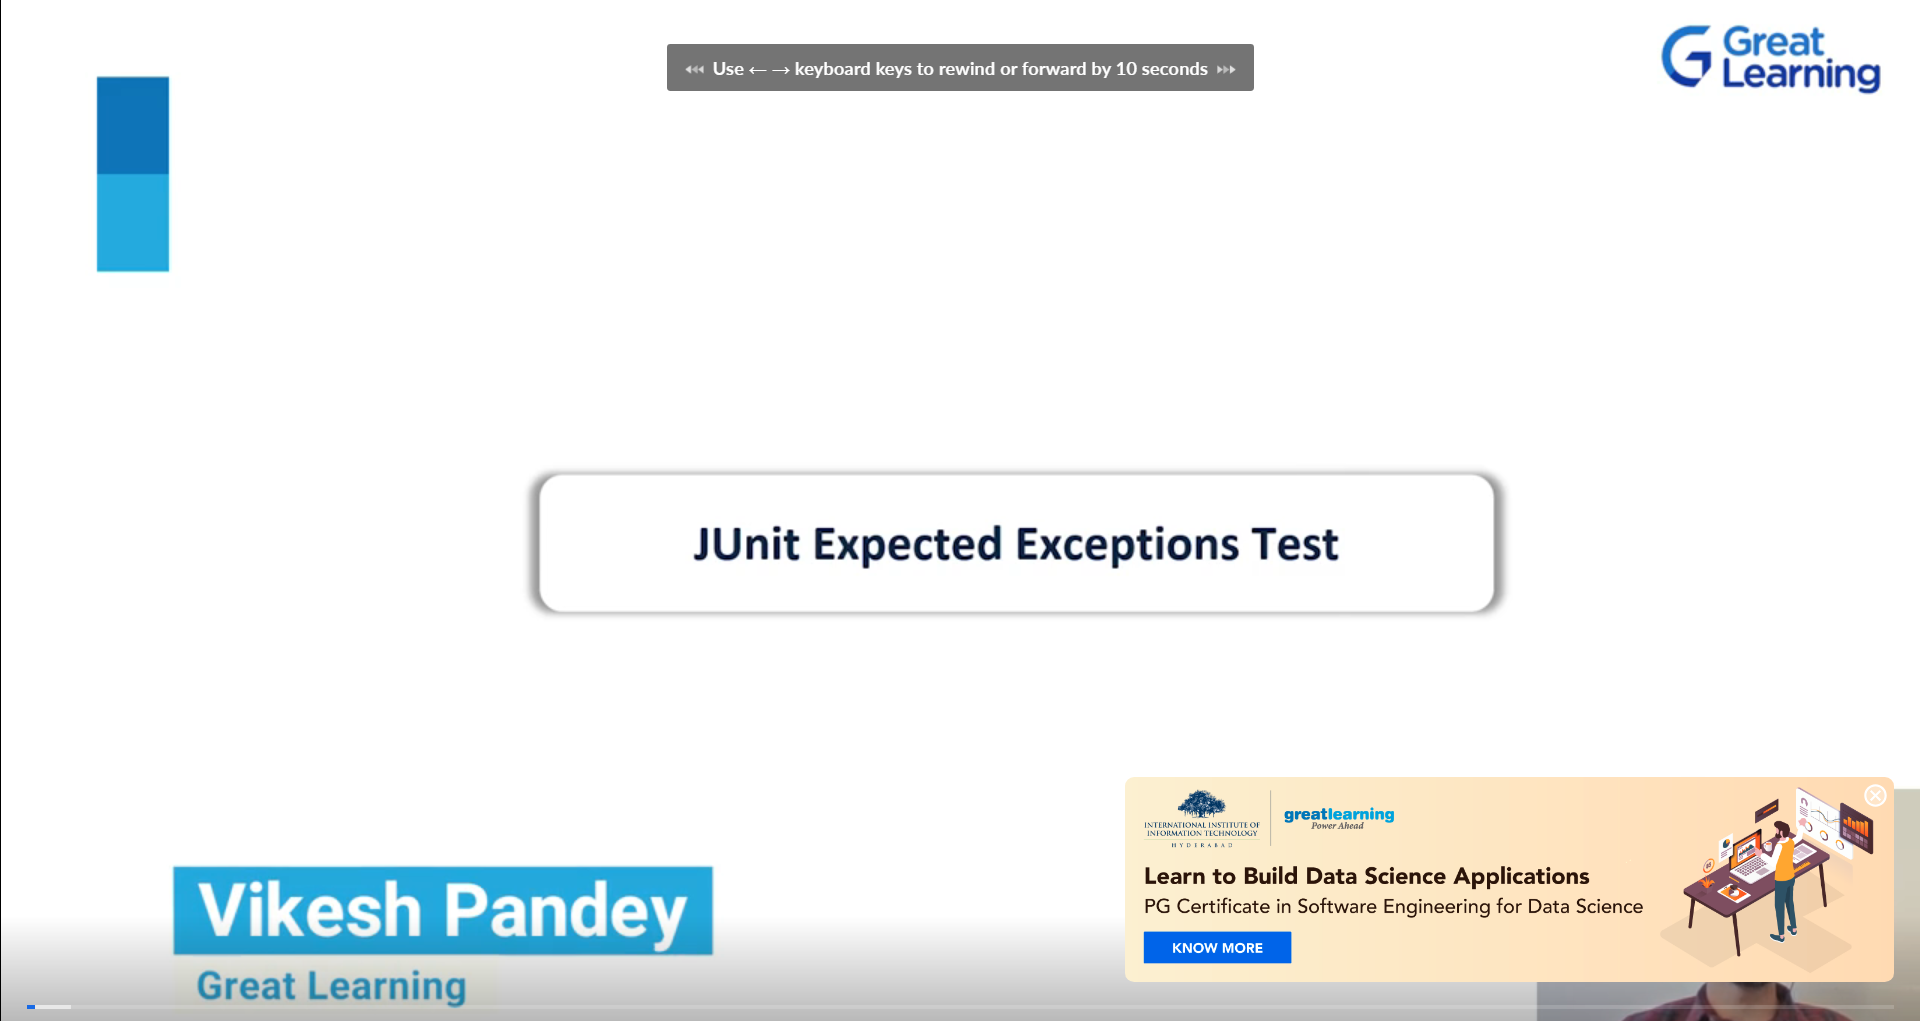 Great
Learning
Use ← → keyboard keys to rewind or forward by 10 seconds
JUnit Expected Exceptions Test
INTERNATIONAL INSTITUTE OF
INFORMATION TECHNOLOGY
HYDERABAD
greatlearning
Power Ahead
Learn to Build Data Science Applications
PG Certificate in Software Engineering for Data Science
KNOW MORE
Vikesh Pandey
Great Learning